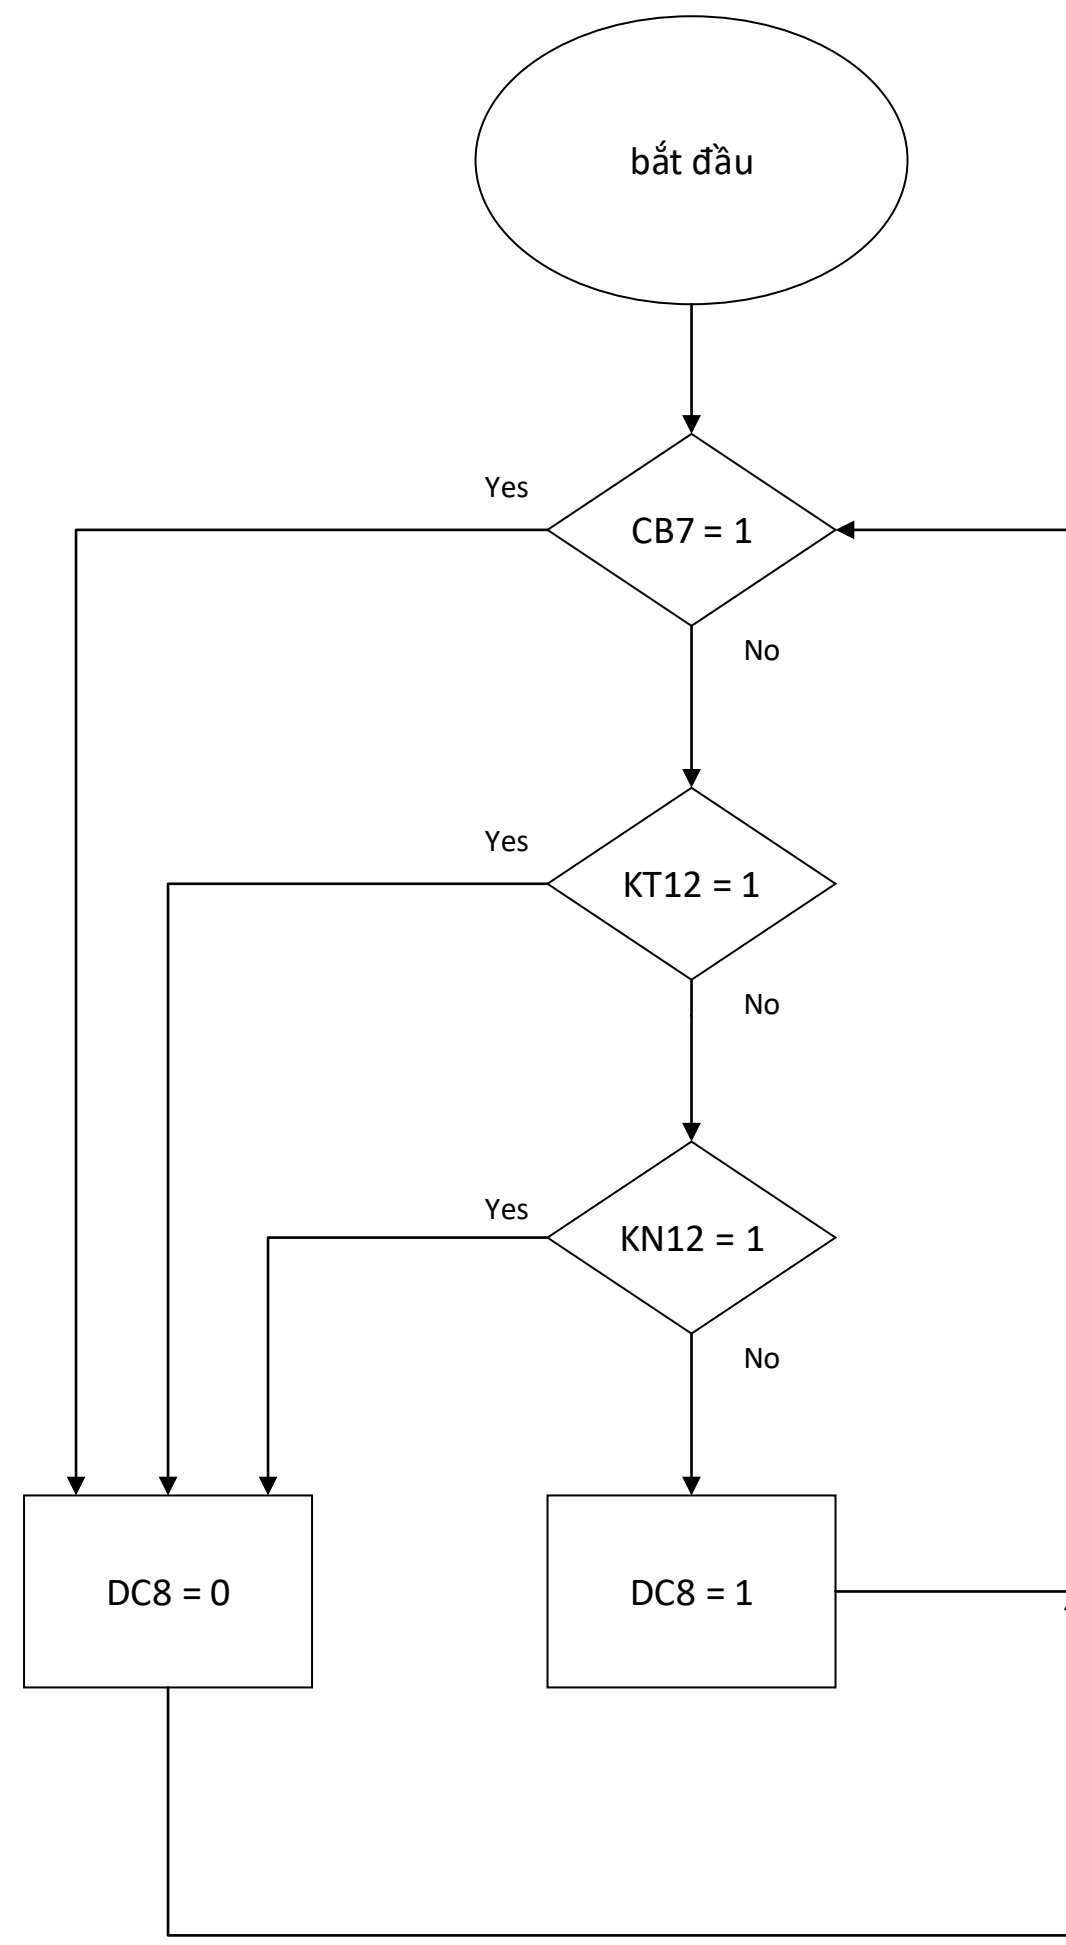 bắt đầu
Yes
CB7 = 1
No
Yes
KT12 = 1
No
Yes
KN12 = 1
No
DC8 = 0
DC8 = 1